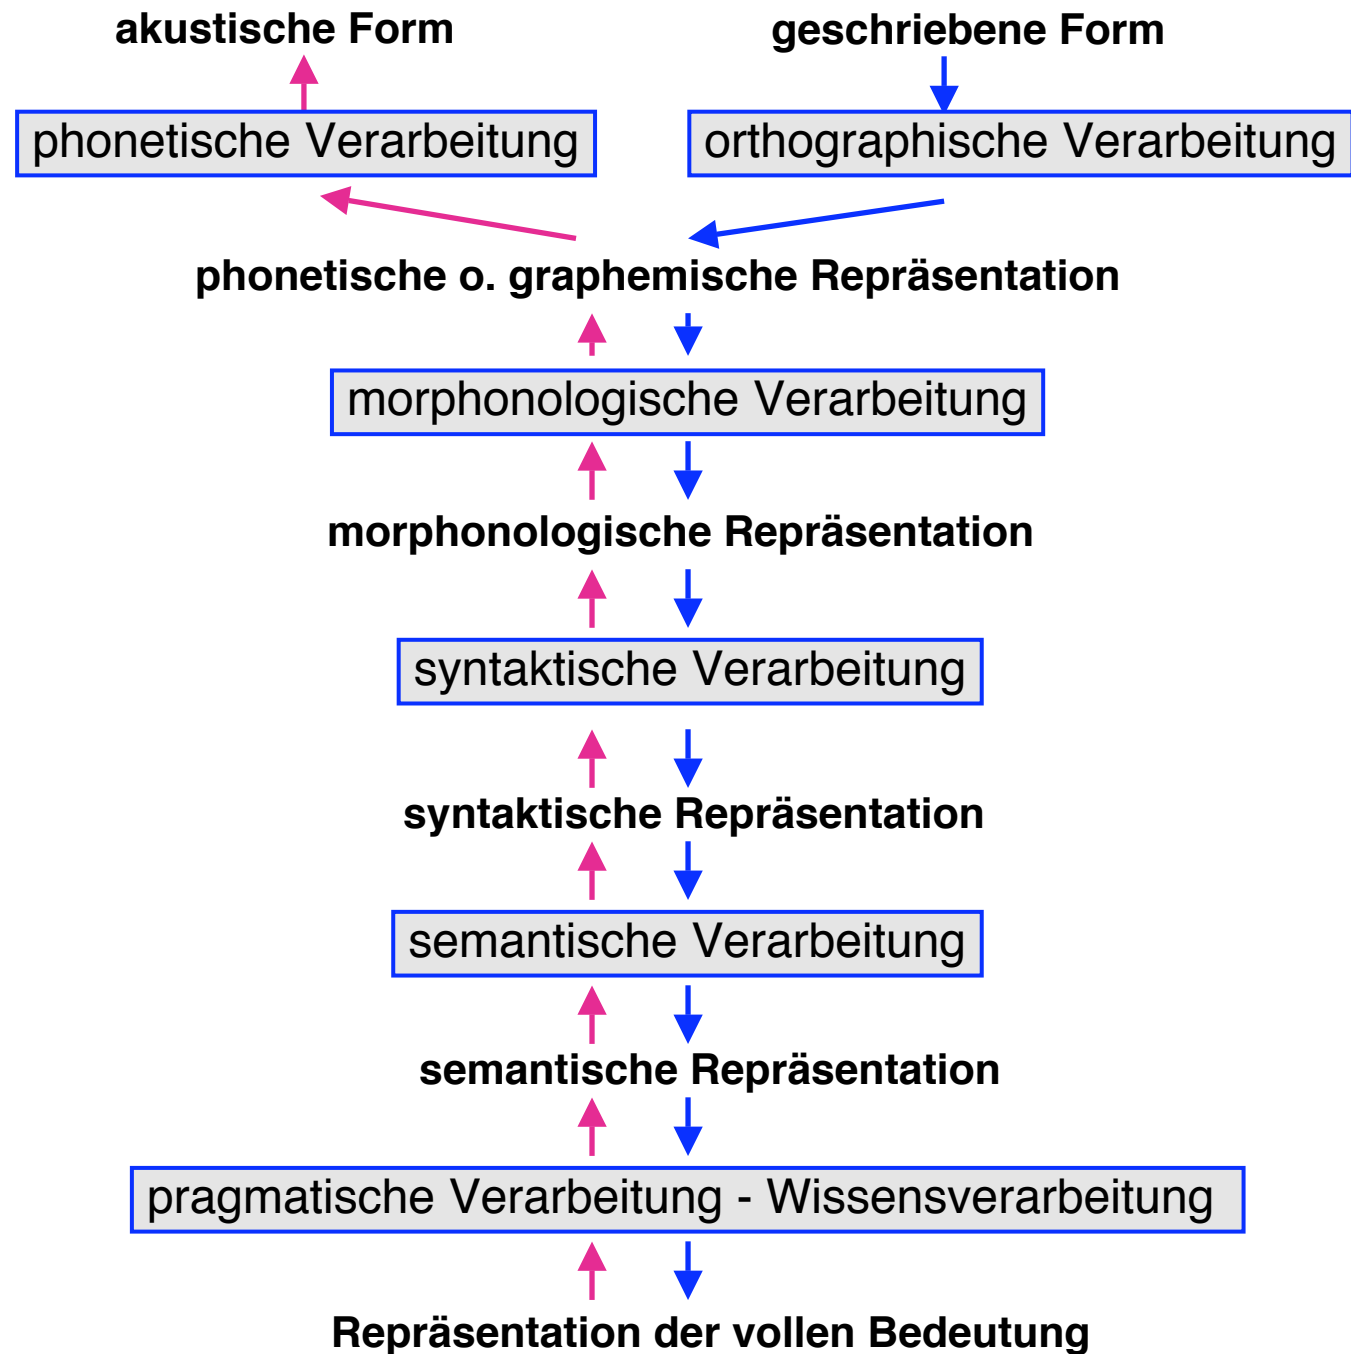 akustische Form
geschriebene Form
phonetische Verarbeitung
orthographische Verarbeitung
phonetische o. graphemische Repräsentation
morphonologische Verarbeitung
morphonologische Repräsentation
syntaktische Verarbeitung
syntaktische Repräsentation
semantische Verarbeitung
semantische Repräsentation
pragmatische Verarbeitung - Wissensverarbeitung
Repräsentation der vollen Bedeutung